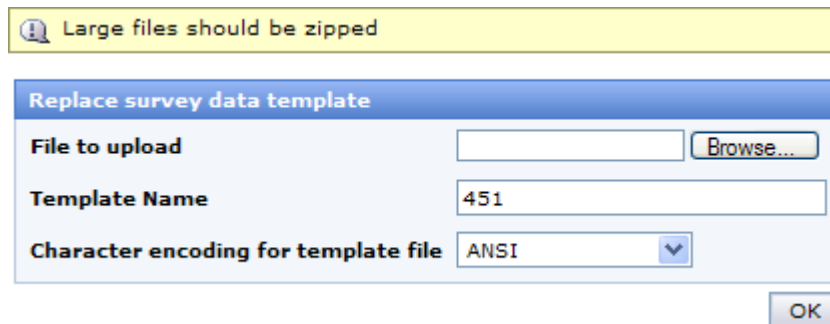 Large files should be zipped
Replace survey data template
File to upload Browse...
Template Name 451
Character encoding for template file ANSI
OK